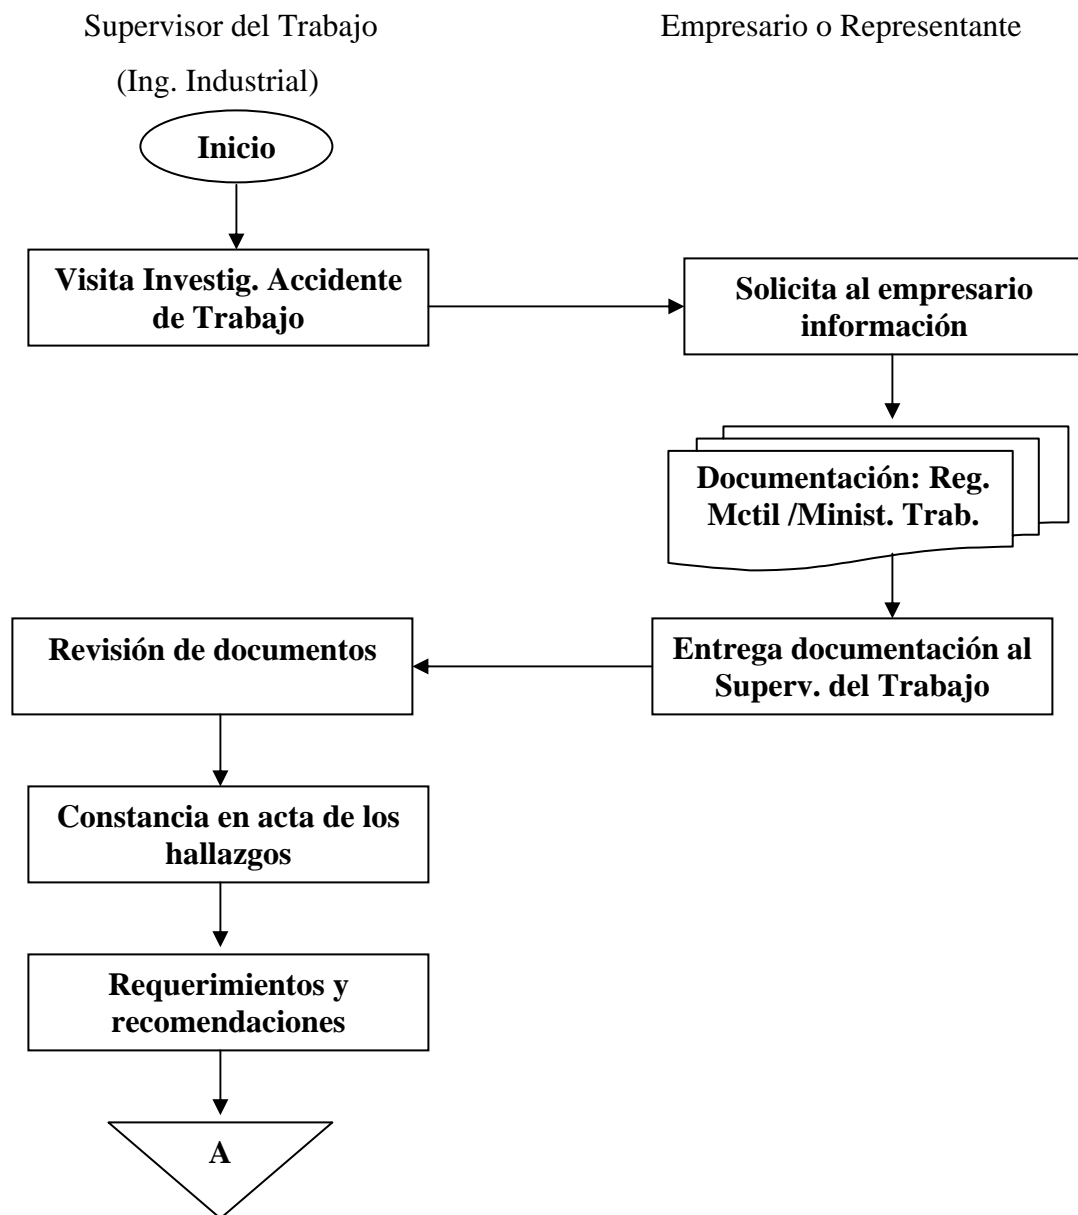 Supervisor del Trabajo
Empresario o Representante
(Ing. Industrial)
Inicio
Visita Investig. Accidente
de Trabajo
Solicita al empresario
información
Documentación: Reg.
Mctil /Minist. Trab.
Entrega documentación al
Superv. del Trabajo
Revisión de documentos
Constancia en acta de los
hallazgos
Requerimientos y
recomendaciones
A